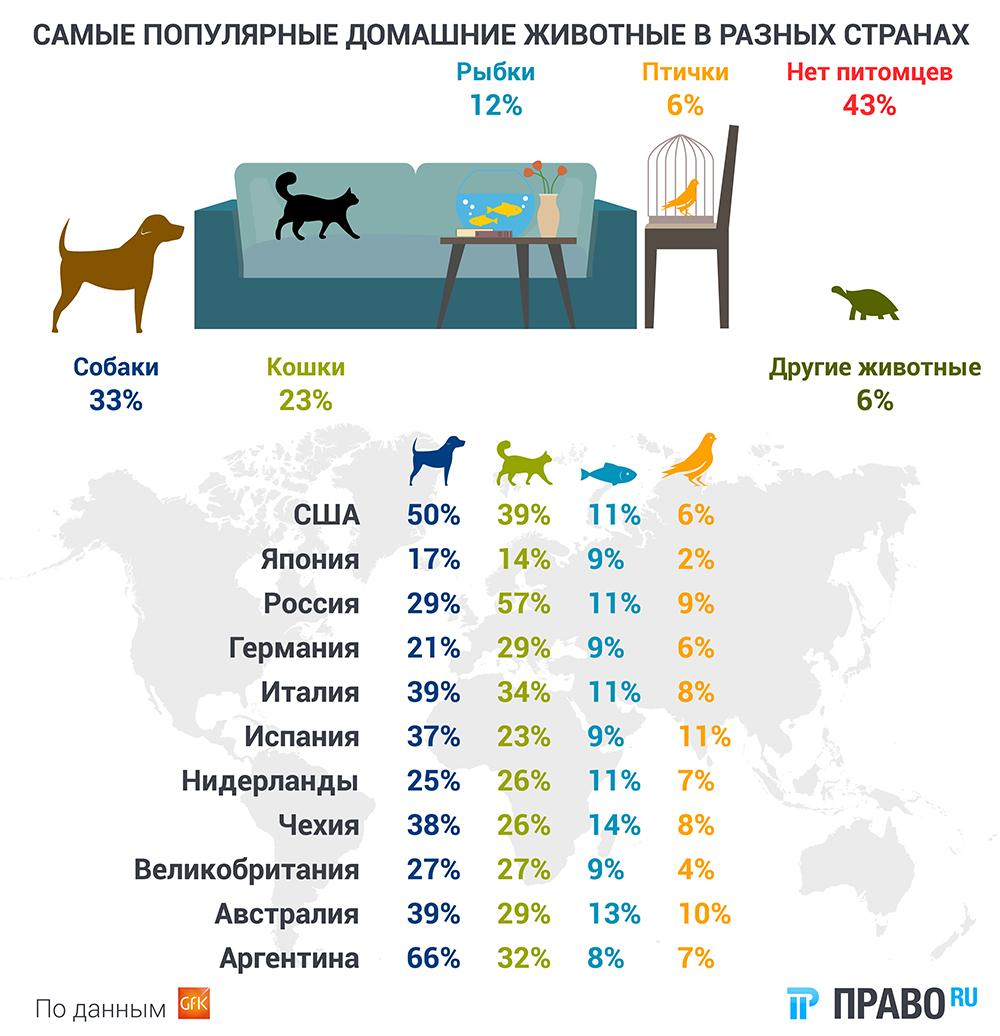 САМЫЕ ПОПУЛЯРНЫЕ ДОМАШНИЕ ЖИВОТНЫЕ В РАЗНЫХ СТРАНАХ
Рыбки Птички Нет питомцев
12% 6% 43%
Собаки Кошки Другие животные
33% 23% 6%
США 50% 39% 11% 6%
Япония 17% 14% 9% 2%
Россия 29% 57% 11% 9%
Германия 21% 29% 9% 6%
Италия 39% 34% 11% 8%
Испания 37% 23% 9% 11%
Нидерланды 25% 26% 11% 7%
Чехия 38% 26% 14% 8%
Великобритания 27% 27% 9% 4%
Австралия 39% 29% 13% 10%
Аргентина 66% 32% 8% 7%
По данным GfK ПРАВО RU